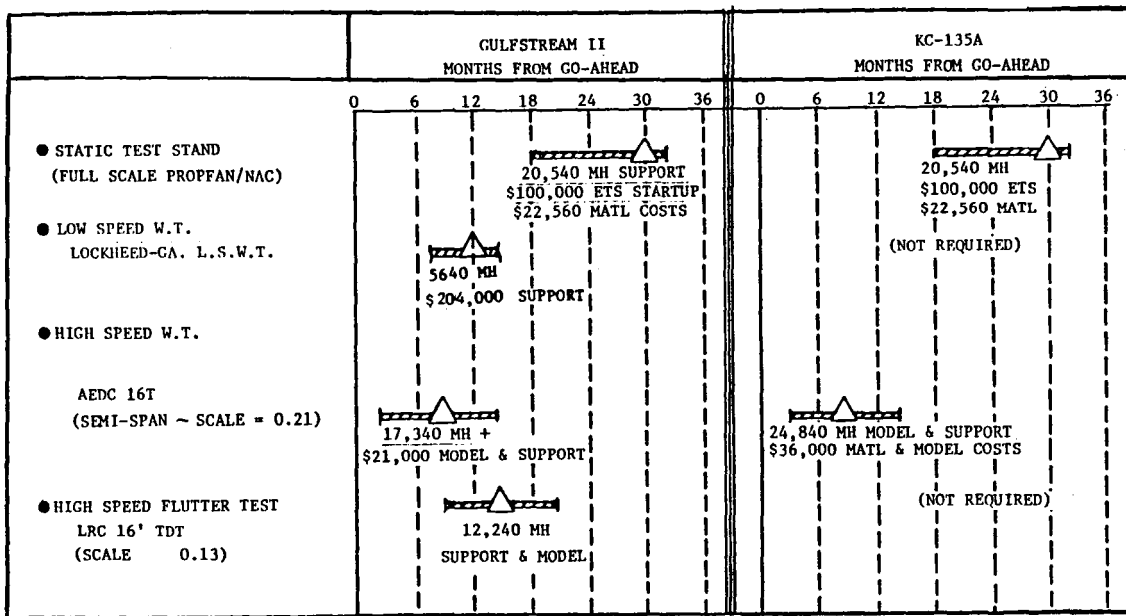 GULFSTREAM II
MONTHS FROM GO-AHEAD
KC-135A
MONTHS FROM GO-AHEAD
0 6 12 18 24 30 36
0 6 12 18 24 30 36
● STATIC TEST STAND
(FULL SCALE PROPFAN/NAC)
20,540 MH SUPPORT
$100,000 ETS STARTUP
$22,560 MATL COSTS
20,540 MH
$100,000 ETS
$22,560 MATL
● LOW SPEED W.T.
LOCKHEED-GA. L.S.W.T.
5640 MH
$204,000 SUPPORT
(NOT REQUIRED)
● HIGH SPEED W.T.
AEDC 16T
(SEMI-SPAN ~ SCALE = 0.21)
17,340 MH +
$21,000 MODEL & SUPPORT
24,840 MH MODEL & SUPPORT
$36,000 MATL & MODEL COSTS
● HIGH SPEED FLUTTER TEST
LRC 16' TDT
(SCALE 0.13)
12,240 MH
SUPPORT & MODEL
(NOT REQUIRED)